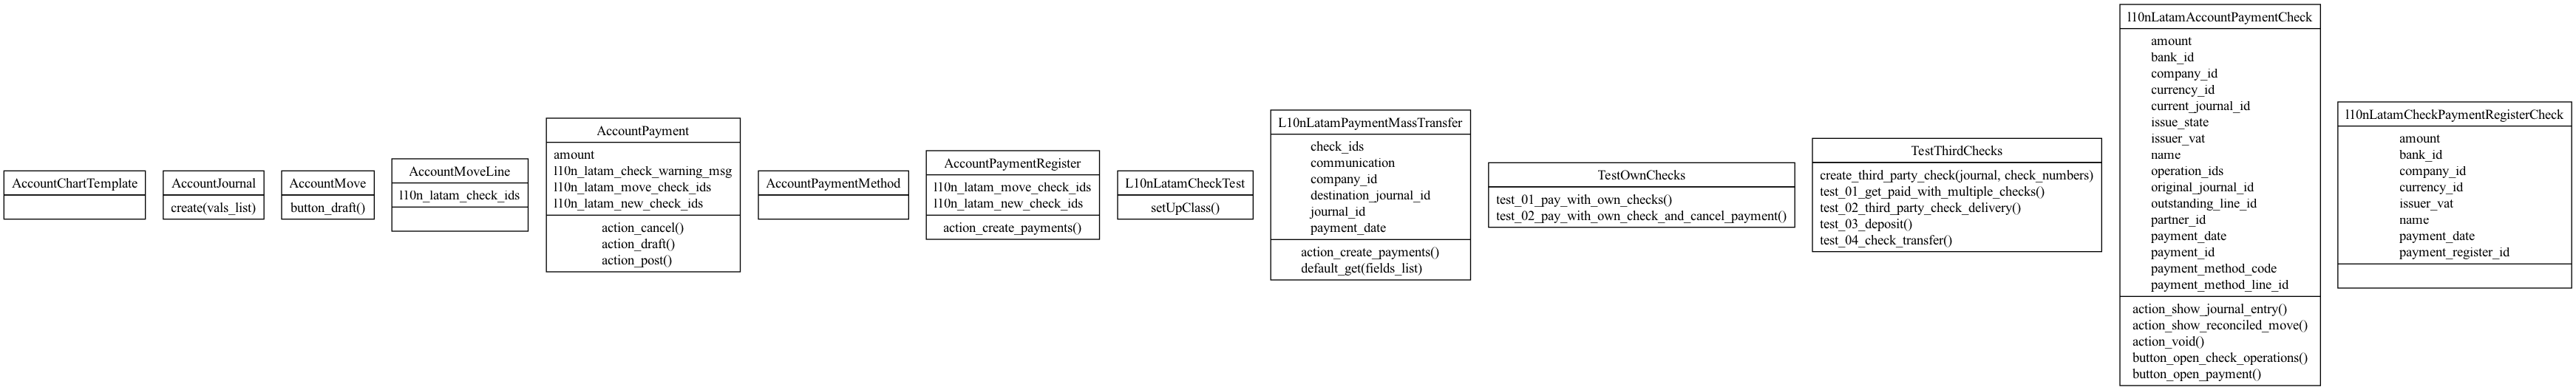 AccountChartTemplate
AccountJournal
create(vals_list)
AccountMove
button_draft()
AccountMoveLine
l10n_latam_check_ids
AccountPayment
amount
l10n_latam_check_warning_msg
l10n_latam_move_check_ids
l10n_latam_new_check_ids
action_cancel()
action_draft()
action_post()
AccountPaymentMethod
AccountPaymentRegister
l10n_latam_move_check_ids
l10n_latam_new_check_ids
action_create_payments()
L10nLatamCheckTest
setUpClass()
L10nLatamPaymentMassTransfer
check_ids
communication
company_id
destination_journal_id
journal_id
payment_date
action_create_payments()
default_get(fields_list)
TestOwnChecks
test_01_pay_with_own_checks()
test_02_pay_with_own_check_and_cancel_payment()
TestThirdChecks
create_third_party_check(journal, check_numbers)
test_01_get_paid_with_multiple_checks()
test_02_third_party_check_delivery()
test_03_deposit()
test_04_check_transfer()
l10nLatamAccountPaymentCheck
amount
bank_id
company_id
currency_id
current_journal_id
issue_state
issuer_vat
name
operation_ids
original_journal_id
outstanding_line_id
partner_id
payment_date
payment_id
payment_method_code
payment_method_line_id
action_show_journal_entry()
action_show_reconciled_move()
action_void()
button_open_check_operations()
button_open_payment()
l10nLatamCheckPaymentRegisterCheck
amount
bank_id
company_id
currency_id
issuer_vat
name
payment_date
payment_register_id